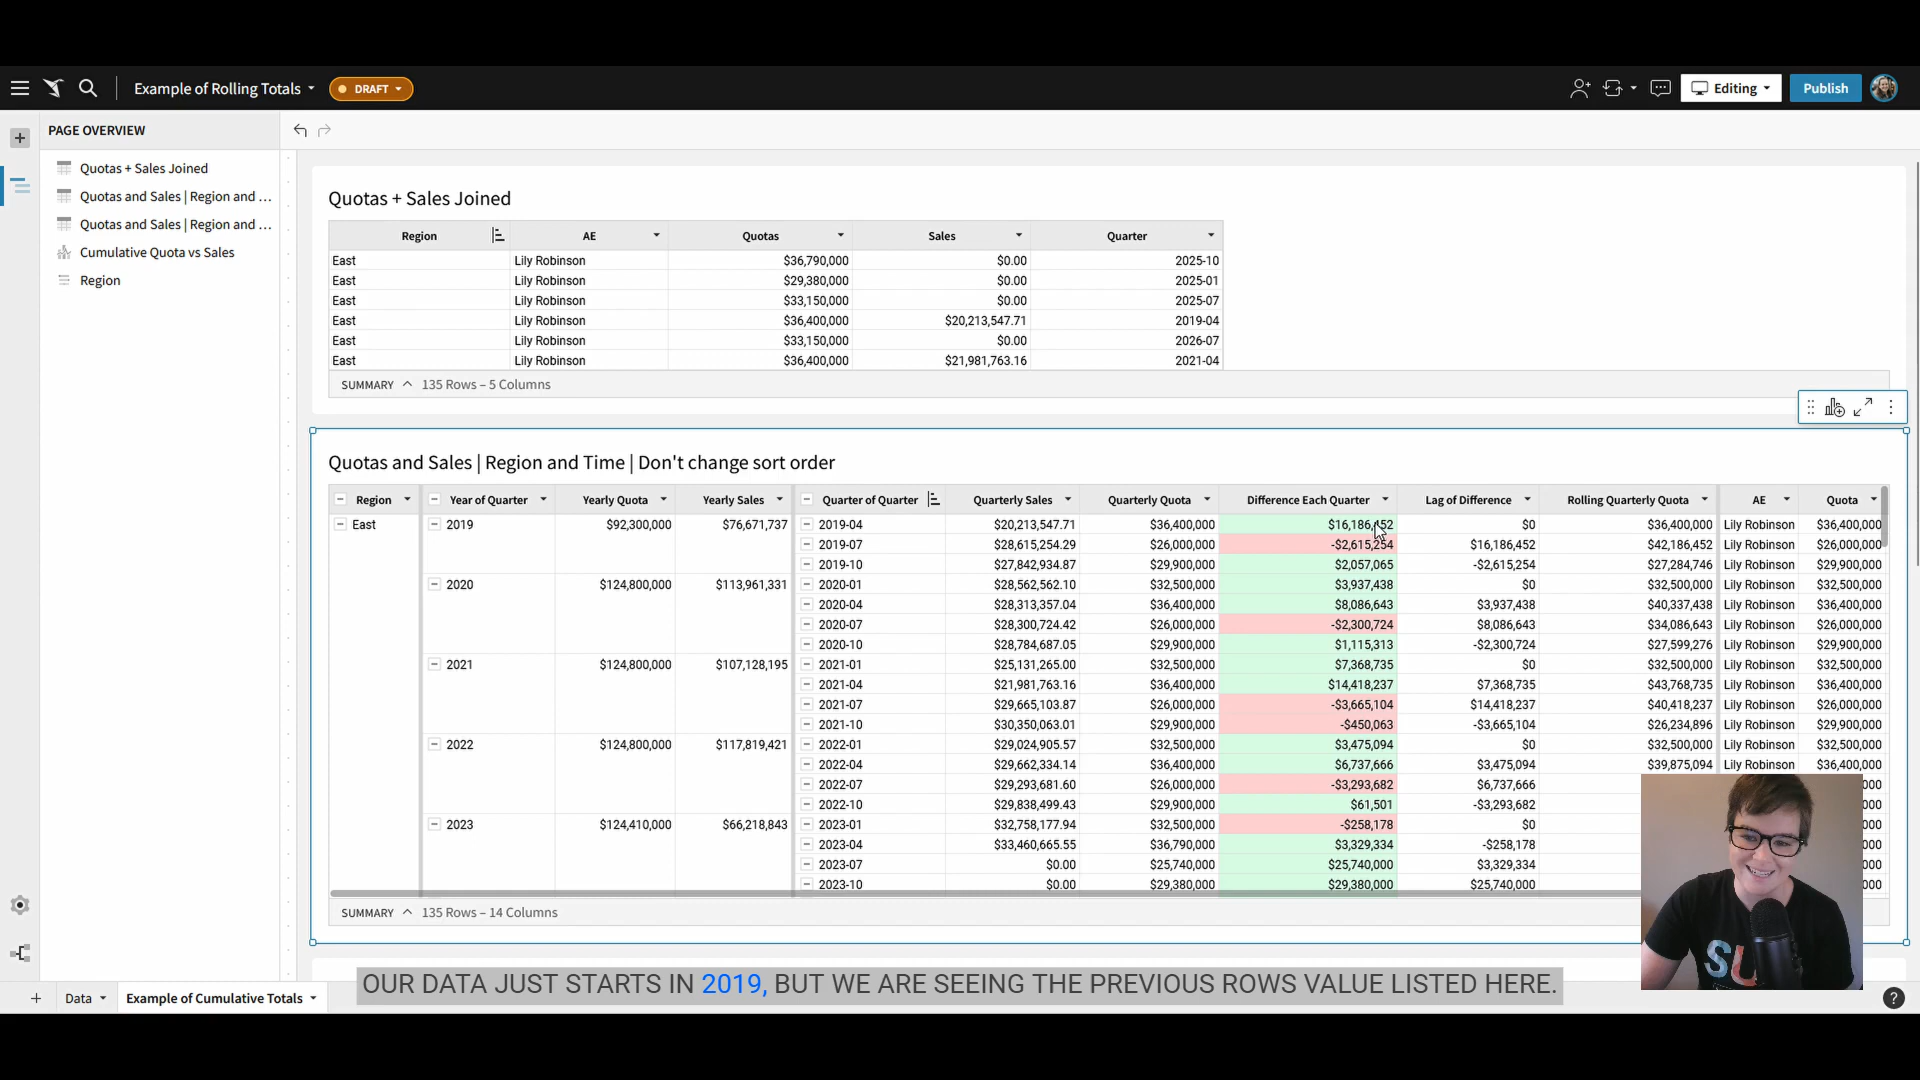 Example of Rolling Totals
DRAFT
Editing
Publish
PAGE OVERVIEW
Quotas + Sales Joined
Quotas and Sales | Region and ...
Quotas and Sales | Region and ...
Cumulative Quota vs Sales
Region
Quotas + Sales Joined
Region AE Quotas Sales Quarter
East Lily Robinson $36,790,000 $0.00 2025-10
East Lily Robinson $29,380,000 $0.00 2025-01
East Lily Robinson $33,150,000 $0.00 2025-07
East Lily Robinson $36,400,000 $20,213,547.71 2019-04
East Lily Robinson $33,150,000 $0.00 2026-07
East Lily Robinson $36,400,000 $21,981,763.16 2021-04
SUMMARY 135 Rows – 5 Columns
Quotas and Sales | Region and Time | Don't change sort order
Region Year of Quarter Yearly Quota Yearly Sales Quarter of Quarter Quarterly Sales Quarterly Quota Difference Each Quarter Lag of Difference Rolling Quarterly Quota AE Quota
East 2019 $92,300,000 $76,671,737 2019-04 $20,213,547.71 $36,400,000 $16,186,452 $0 $36,400,000 Lily Robinson $36,400,000
2019-07 $28,615,254.29 $26,000,000 -$2,615,254 $16,186,452 $42,186,452 Lily Robinson $26,000,000
2019-10 $27,842,934.87 $29,900,000 $2,057,065 -$2,615,254 $27,284,746 Lily Robinson $29,900,000
2020 $124,800,000 $113,961,331 2020-01 $28,562,562.10 $32,500,000 $3,937,438 $0 $32,500,000 Lily Robinson $32,500,000
2020-04 $28,313,357.04 $36,400,000 $8,086,643 $3,937,438 $40,337,438 Lily Robinson $36,400,000
2020-07 $28,300,724.42 $26,000,000 -$2,300,724 $8,086,643 $34,086,643 Lily Robinson $26,000,000
2020-10 $28,784,687.05 $29,900,000 $1,115,313 -$2,300,724 $27,599,276 Lily Robinson $29,900,000
2021 $124,800,000 $107,128,195 2021-01 $25,131,265.00 $32,500,000 $7,368,735 $0 $32,500,000 Lily Robinson $32,500,000
2021-04 $21,981,763.16 $36,400,000 $14,418,237 $7,368,735 $43,768,735 Lily Robinson $36,400,000
2021-07 $29,665,103.87 $26,000,000 -$3,665,104 $14,418,237 $40,418,237 Lily Robinson $26,000,000
2021-10 $30,350,063.01 $29,900,000 -$450,063 -$3,665,104 $26,234,896 Lily Robinson $29,900,000
2022 $124,800,000 $117,819,421 2022-01 $29,024,905.57 $32,500,000 $3,475,094 $0 $32,500,000 Lily Robinson $32,500,000
2022-04 $29,662,334.14 $36,400,000 $6,737,666 $3,475,094 $39,875,094 Lily Robinson $36,400,000
2022-07 $29,293,681.60 $26,000,000 -$3,293,682 $6,737,666 000
2022-10 $29,838,499.43 $29,900,000 $61,501 -$3,293,682 000
2023 $124,410,000 $66,218,843 2023-01 $32,758,177.94 $32,500,000 -$258,178 $0 000
2023-04 $33,460,665.55 $36,790,000 $3,329,334 -$258,178 000
2023-07 $0.00 $25,740,000 $25,740,000 $3,329,334 000
2023-10 $0.00 $29,380,000 $29,380,000 $25,740,000 000
SUMMARY 135 Rows – 14 Columns
OUR DATA JUST STARTS IN 2019, BUT WE ARE SEEING THE PREVIOUS ROWS VALUE LISTED HERE.
Data Example of Cumulative Totals